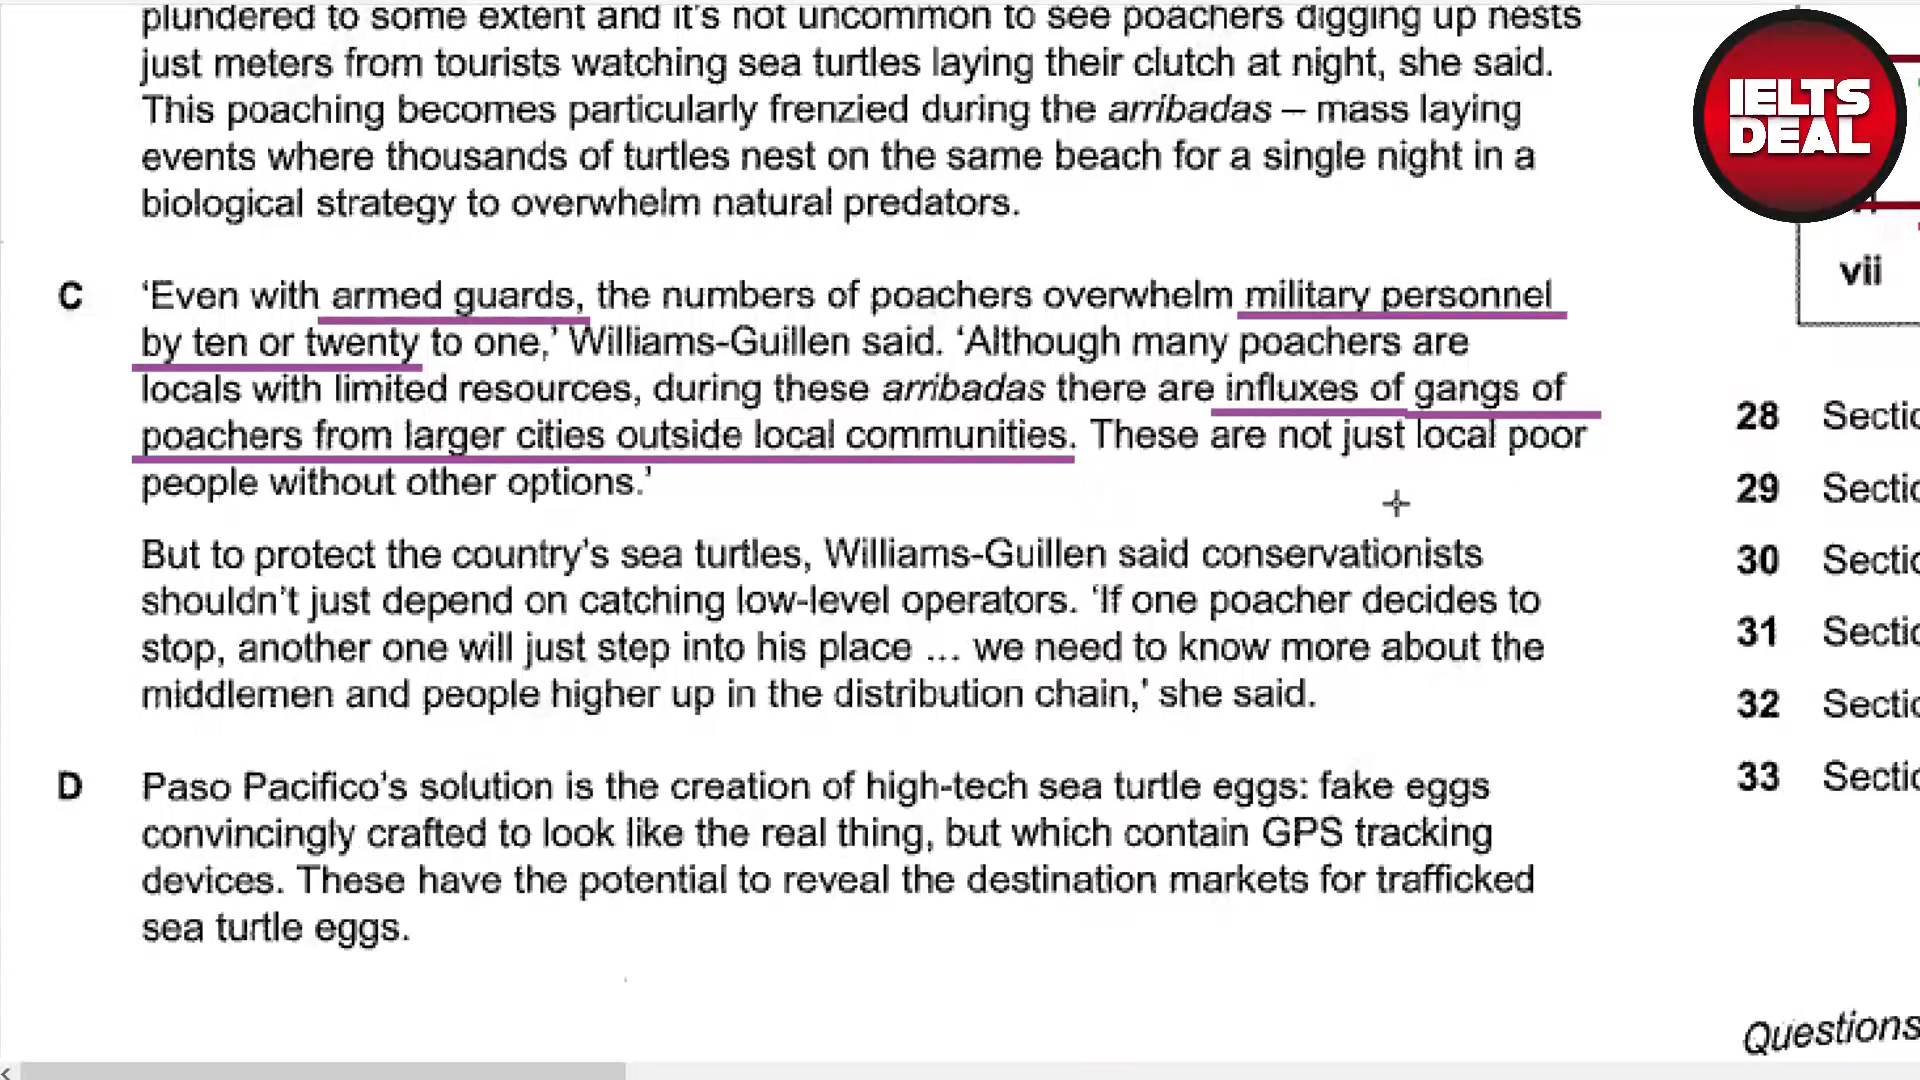 plundered to some extent and it's not uncommon to see poachers digging up nests
just meters from tourists watching sea turtles laying their clutch at night, she said.
This poaching becomes particularly frenzied during the arribadas – mass laying
events where thousands of turtles nest on the same beach for a single night in a
biological strategy to overwhelm natural predators.
C 'Even with armed guards, the numbers of poachers overwhelm military personnel
by ten or twenty to one,' Williams-Guillen said. 'Although many poachers are
locals with limited resources, during these arribadas there are influxes of gangs of
poachers from larger cities outside local communities. These are not just local poor
people without other options.'
But to protect the country's sea turtles, Williams-Guillen said conservationists
shouldn't just depend on catching low-level operators. 'If one poacher decides to
stop, another one will just step into his place ... we need to know more about the
middlemen and people higher up in the distribution chain,' she said.
D Paso Pacifico's solution is the creation of high-tech sea turtle eggs: fake eggs
convincingly crafted to look like the real thing, but which contain GPS tracking
devices. These have the potential to reveal the destination markets for trafficked
sea turtle eggs.
IELTS
DEAL
vii
28 Sectio
29 Sectio
30 Sectio
31 Sectio
32 Sectio
33 Sectio
Questions